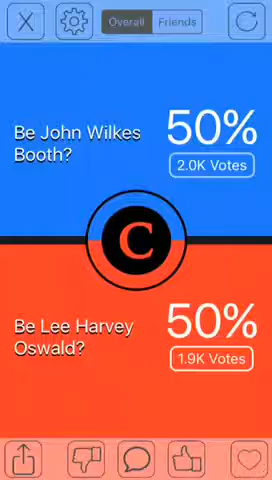 X
Overall Friends
Be John Wilkes
Booth?
50%
2.0K Votes
C
Be Lee Harvey
Oswald?
50%
1.9K Votes